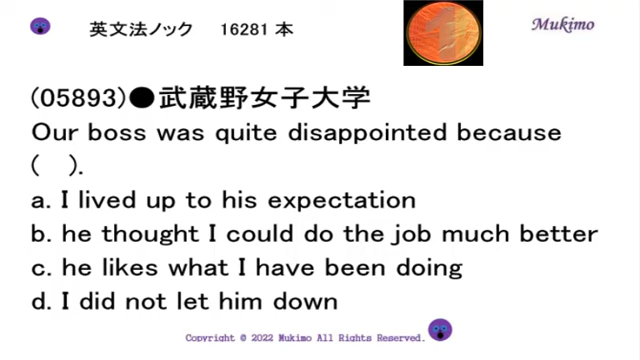 英文法ノック 16281 本
Mukimo
(05893)●武蔵野女子大学
Our boss was quite disappointed because
( ).
a. I lived up to his expectation
b. he thought I could do the job much better
c. he likes what I have been doing
d. I did not let him down
Copyright © 2022 Mukimo All Rights Reserved.